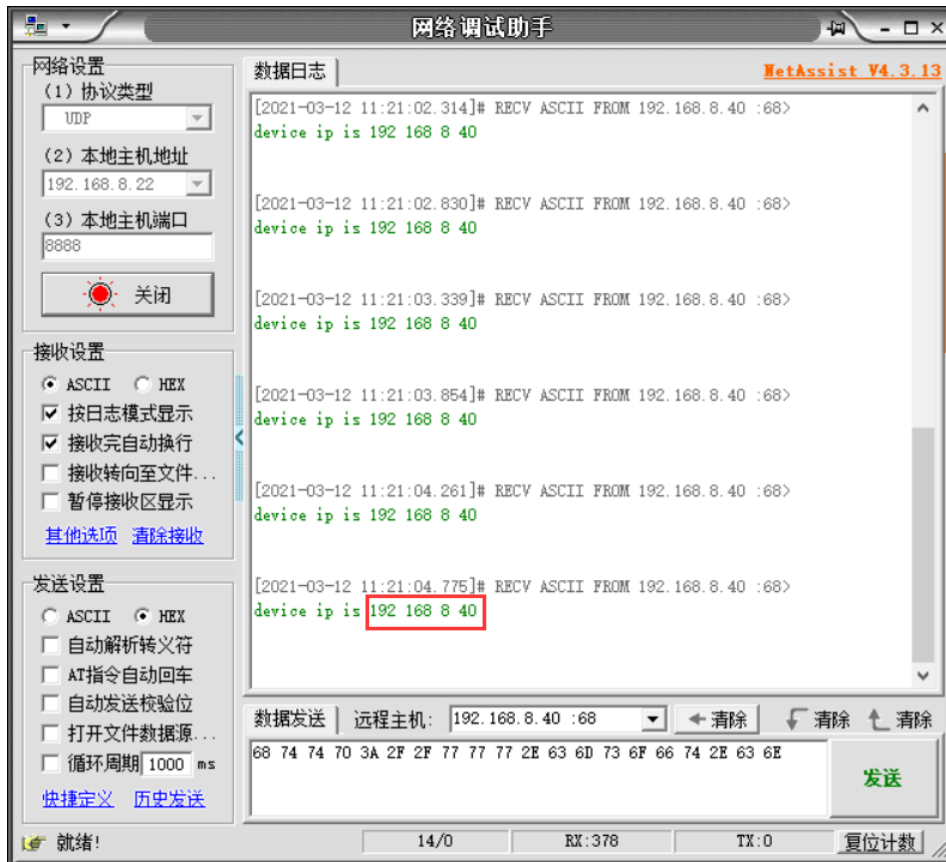 网络调试助手
网络设置
数据日志
NetAssist V4.3.13
(1) 协议类型
UDP
(2) 本地主机地址
192.168.8.22
(3) 本地主机端口
8888
关闭
接收设置
ASCII HEX
按日志模式显示
接收完自动换行
接收转向至文件...
暂停接收区显示
其他选项 清除接收
发送设置
ASCII HEX
自动解析转义符
AT指令自动回车
自动发送校验位
打开文件数据源...
循环周期 1000 ms
快捷定义 历史发送
[2021-03-12 11:21:02.314]# RECV ASCII FROM 192.168.8.40 :68>
device ip is 192 168 8 40
[2021-03-12 11:21:02.830]# RECV ASCII FROM 192.168.8.40 :68>
device ip is 192 168 8 40
[2021-03-12 11:21:03.339]# RECV ASCII FROM 192.168.8.40 :68>
device ip is 192 168 8 40
[2021-03-12 11:21:03.854]# RECV ASCII FROM 192.168.8.40 :68>
device ip is 192 168 8 40
[2021-03-12 11:21:04.261]# RECV ASCII FROM 192.168.8.40 :68>
device ip is 192 168 8 40
[2021-03-12 11:21:04.775]# RECV ASCII FROM 192.168.8.40 :68>
device ip is 192 168 8 40
数据发送 远程主机: 192.168.8.40 :68 清除 清除 清除
68 74 74 70 3A 2F 2F 77 77 77 2E 63 6D 73 6F 66 74 2E 63 6E
发送
就绪! 14/0 RX:378 TX:0 复位计数